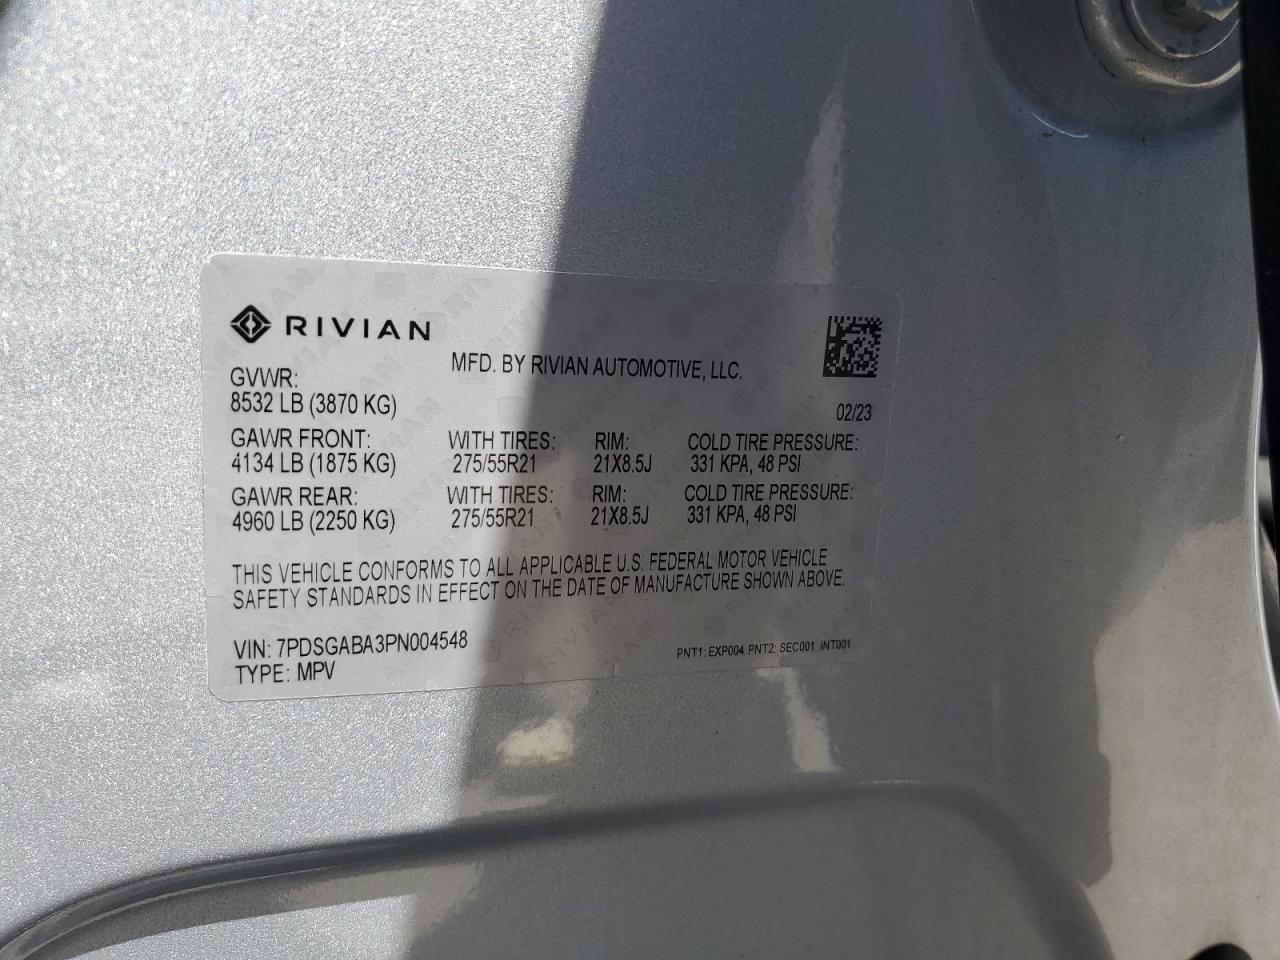 RIVIAN
MFD. BY RIVIAN AUTOMOTIVE, LLC.
GVWR:
8532 LB (3870 KG)
02/23
GAWR FRONT: WITH TIRES: RIM: COLD TIRE PRESSURE:
4134 LB (1875 KG) 275/55R21 21X8.5J 331 KPA, 48 PSI
GAWR REAR: WITH TIRES: RIM: COLD TIRE PRESSURE:
4960 LB (2250 KG) 275/55R21 21X8.5J 331 KPA, 48 PSI
THIS VEHICLE CONFORMS TO ALL APPLICABLE U.S. FEDERAL MOTOR VEHICLE
SAFETY STANDARDS IN EFFECT ON THE DATE OF MANUFACTURE SHOWN ABOVE.
VIN: 7PDSGABA3PN004548
TYPE: MPV
PNT1: EXP004 PNT2: SEC001 INT001